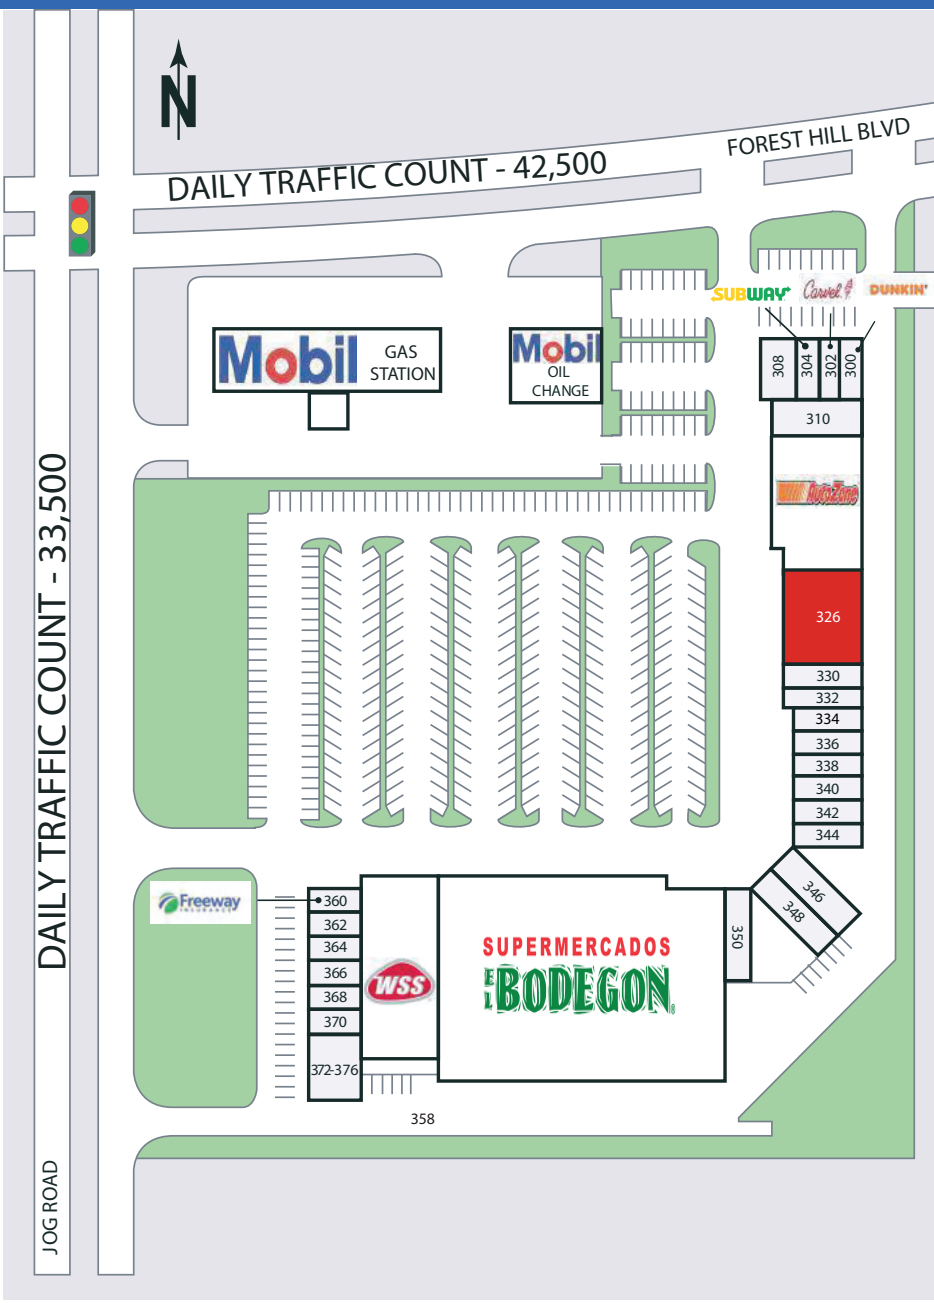 N
FOREST HILL BLVD
DAILY TRAFFIC COUNT - 42,500
SUBWAY
Carvel
DUNKIN'
Mobil
GAS
STATION
Mobil
OIL
CHANGE
308
304
302
300
310
AutoZone
326
330
332
334
336
338
340
342
344
346
348
350
DAILY TRAFFIC COUNT - 33,500
Freeway
INSURANCE
360
362
364
366
368
370
372-376
WSS
SUPERMERCADOS
EL BODEGON
358
JOG ROAD